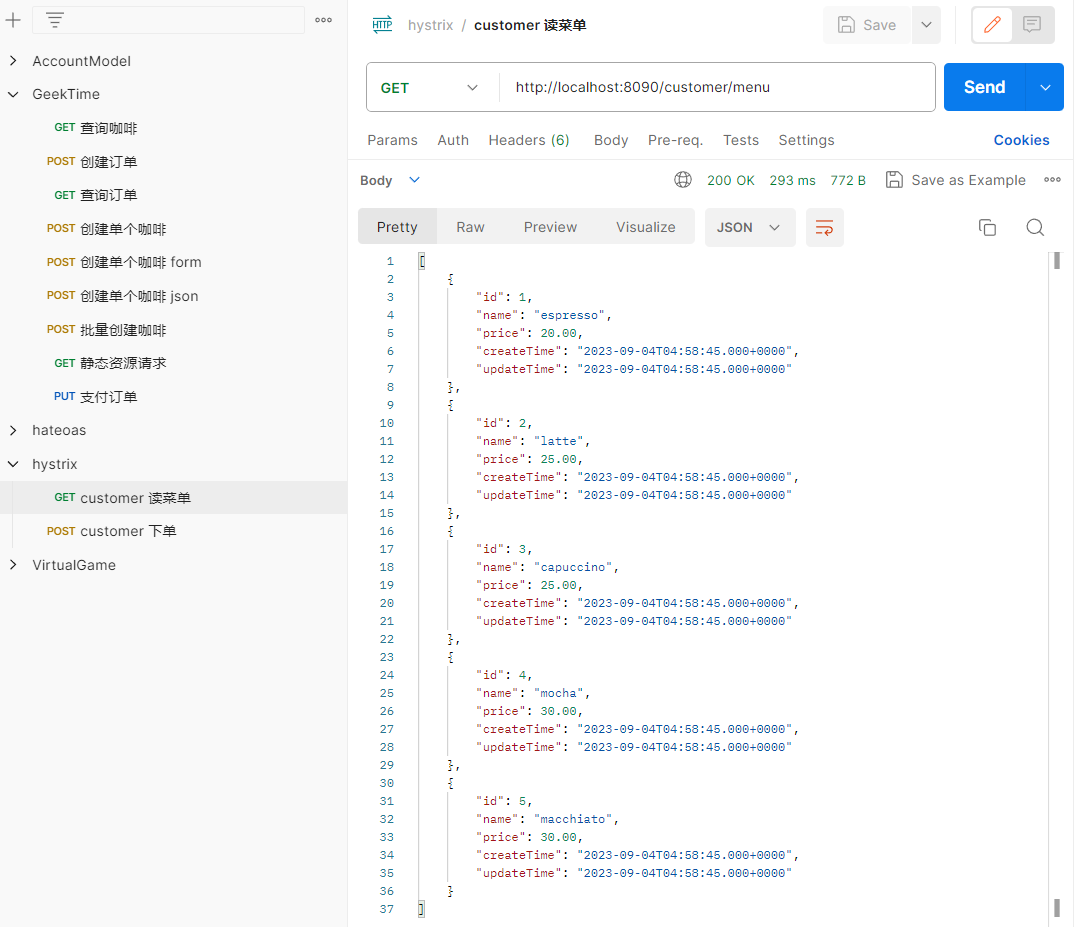 AccountModel
GeekTime
GET 查询咖啡
POST 创建订单
GET 查询订单
POST 创建单个咖啡
POST 创建单个咖啡 form
POST 创建单个咖啡 json
POST 批量创建咖啡
GET 静态资源请求
PUT 支付订单
hateoas
hystrix
GET customer 读菜单
POST customer 下单
VirtualGame
HTTP hystrix / customer 读菜单 Save
GET http://localhost:8090/customer/menu Send
Params Auth Headers (6) Body Pre-req. Tests Settings Cookies
Body 200 OK 293 ms 772 B Save as Example
Pretty Raw Preview Visualize JSON
1 [
2 {
3 "id": 1,
4 "name": "espresso",
5 "price": 20.00,
6 "createTime": "2023-09-04T04:58:45.000+0000",
7 "updateTime": "2023-09-04T04:58:45.000+0000"
8 },
9 {
10 "id": 2,
11 "name": "latte",
12 "price": 25.00,
13 "createTime": "2023-09-04T04:58:45.000+0000",
14 "updateTime": "2023-09-04T04:58:45.000+0000"
15 },
16 {
17 "id": 3,
18 "name": "capuccino",
19 "price": 25.00,
20 "createTime": "2023-09-04T04:58:45.000+0000",
21 "updateTime": "2023-09-04T04:58:45.000+0000"
22 },
23 {
24 "id": 4,
25 "name": "mocha",
26 "price": 30.00,
27 "createTime": "2023-09-04T04:58:45.000+0000",
28 "updateTime": "2023-09-04T04:58:45.000+0000"
29 },
30 {
31 "id": 5,
32 "name": "macchiato",
33 "price": 30.00,
34 "createTime": "2023-09-04T04:58:45.000+0000",
35 "updateTime": "2023-09-04T04:58:45.000+0000"
36 }
37 ]